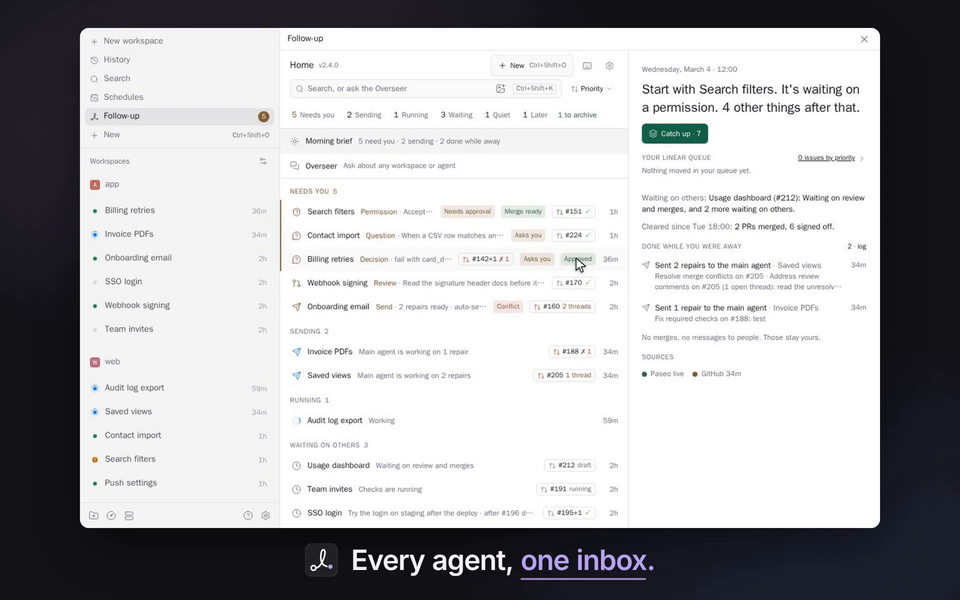 New workspace
History
Search
Schedules
Follow-up 5
New Ctrl+Shift+O
Workspaces
A app
Billing retries 36m
Invoice PDFs 34m
Onboarding email 2h
SSO login 2h
Webhook signing 2h
Team invites 2h
W web
Audit log export 59m
Saved views 34m
Contact import 1h
Search filters 1h
Push settings 1h
Follow-up
Home v2.4.0
New Ctrl+Shift+O
Search, or ask the Overseer Ctrl+Shift+K
Priority
5 Needs you 2 Sending 1 Running 3 Waiting 1 Quiet 1 Later 1 to archive
Morning brief 5 need you · 2 sending · 2 done while away
Overseer Ask about any workspace or agent
NEEDS YOU 5
Search filters Permission · Accept··· Needs approval Merge ready #151 ✓ 1h
Contact import Question · When a CSV row matches an··· Asks you #224 ✓ 1h
Billing retries Decision · fail with card_d··· #142+1 ✗ 1 Asks you Approved 36m
Webhook signing Review · Read the signature header docs before it··· #170 ✓ 2h
Onboarding email Send · 2 repairs ready · auto-se··· Conflict #160 2 threads 2h
SENDING 2
Invoice PDFs Main agent is working on 1 repair #188 ✗ 1 34m
Saved views Main agent is working on 2 repairs #205 1 thread 34m
RUNNING 1
Audit log export Working 59m
WAITING ON OTHERS 3
Usage dashboard Waiting on review and merges #212 draft 2h
Team invites Checks are running #191 running 2h
SSO login Try the login on staging after the deploy · after #196 d··· #195+1 ✓ 2h
Wednesday, March 4 · 12:00
Start with Search filters. It's waiting on
a permission. 4 other things after that.
Catch up · 7
YOUR LINEAR QUEUE 0 issues by priority
Nothing moved in your queue yet.
Waiting on others: Usage dashboard (#212): Waiting on review
and merges, and 2 more waiting on others.
Cleared since Tue 18:00: 2 PRs merged, 6 signed off.
DONE WHILE YOU WERE AWAY 2 · log
Sent 2 repairs to the main agent · Saved views 34m
Resolve merge conflicts on #205 · Address review
comments on #205 (1 open thread): read the unresolv···
Sent 1 repair to the main agent · Invoice PDFs 34m
Fix required checks on #188: test
No merges, no messages to people. Those stay yours.
SOURCES
Paseo live GitHub 34m
Every agent, one inbox.